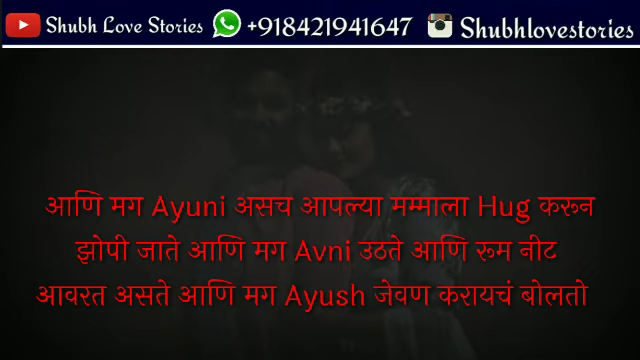 Shubh Love Stories +918421941647 Shubhlovestories
आणि मग Ayuni असच आपल्या मम्माला Hug करून
झोपी जाते आणि मग Avni उठते आणि रूम नीट
आवरत असते आणि मग Ayush जेवण करायचं बोलतो